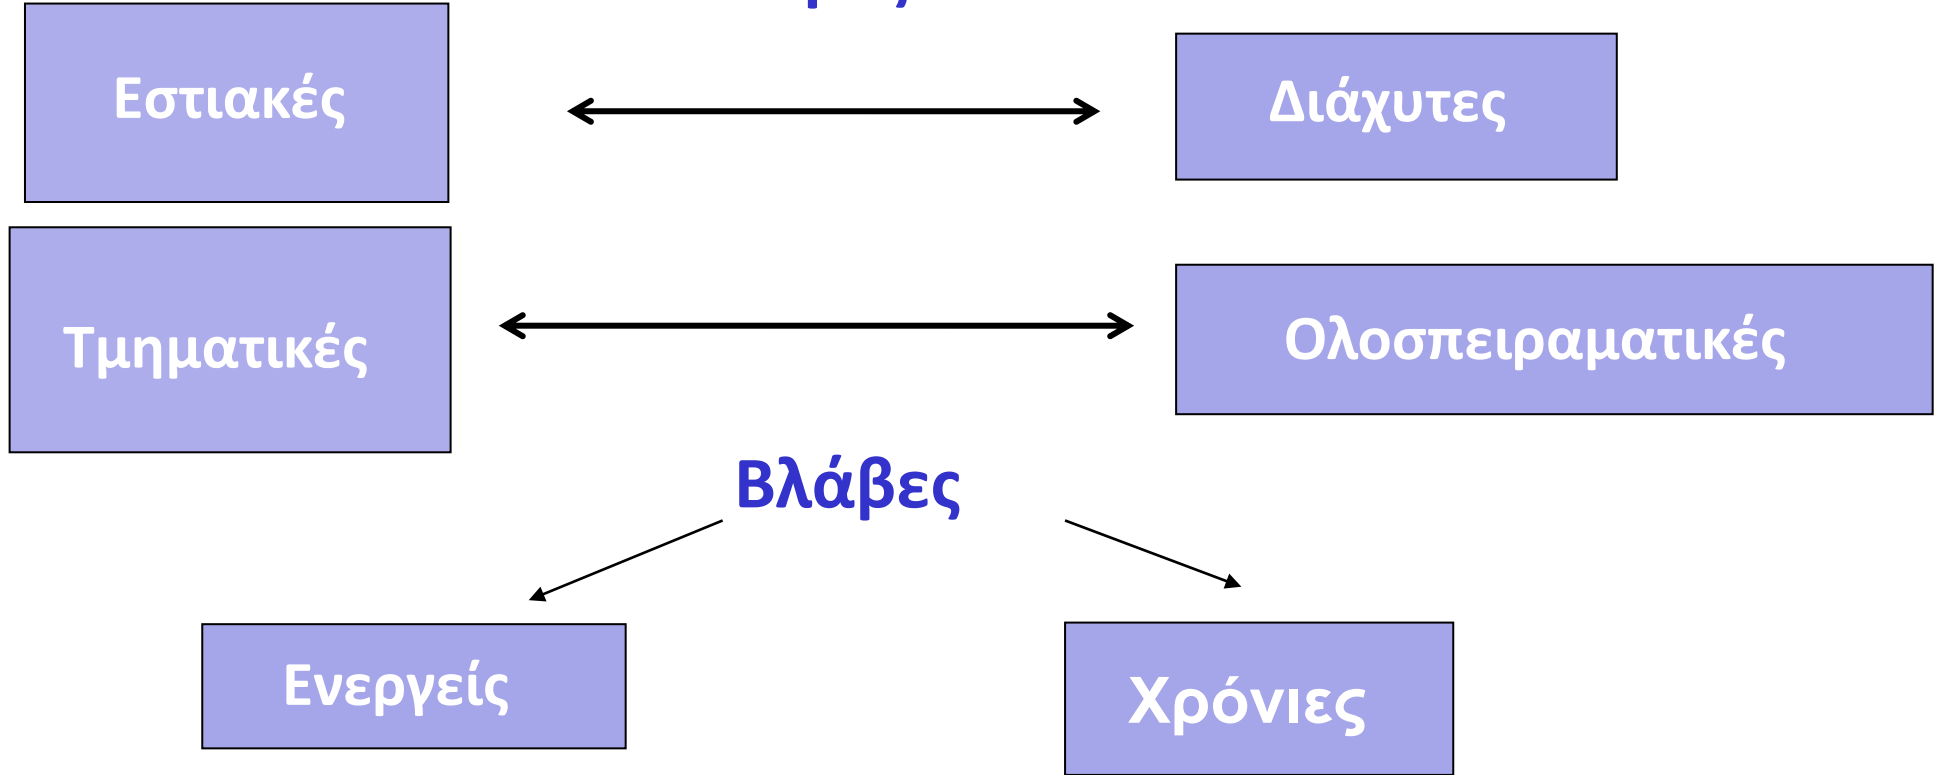 Εστιακές
Διάχυτες
Τμηματικές
Ολοσπειραματικές
Βλάβες
Ενεργείς
Χρόνιες